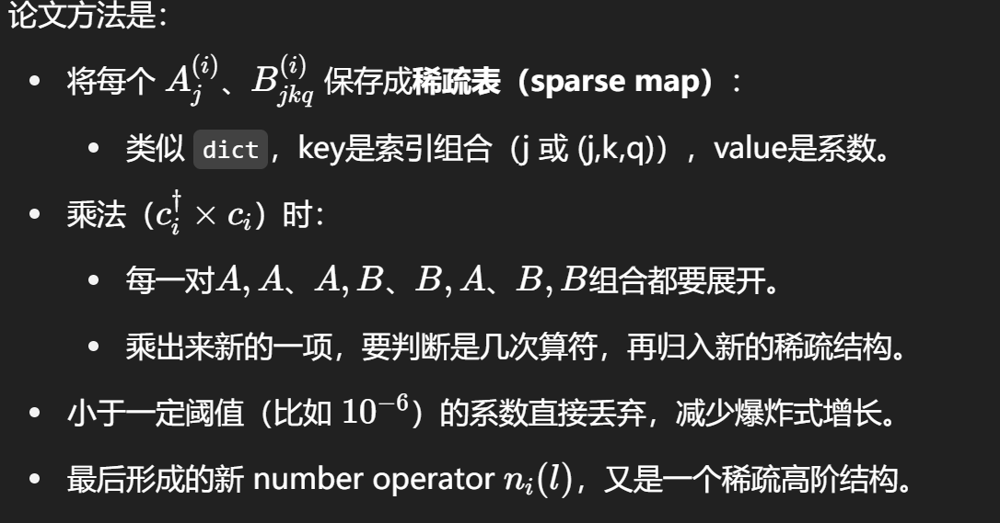 论文方法是：
• 将每个 $A_j^{(i)}$、$B_{jkq}^{(i)}$ 保存成稀疏表（sparse map）：
• 类似 dict，key是索引组合（j 或 (j,k,q)），value是系数。
• 乘法（$c_i^\dagger \times c_i$）时：
• 每一对$A, A$、$A, B$、$B, A$、$B, B$组合都要展开。
• 乘出来新的一项，要判断是几次算符，再归入新的稀疏结构。
• 小于一定阈值（比如 $10^{-6}$）的系数直接丢弃，减少爆炸式增长。
• 最后形成的新 number operator $n_i(l)$，又是一个稀疏高阶结构。